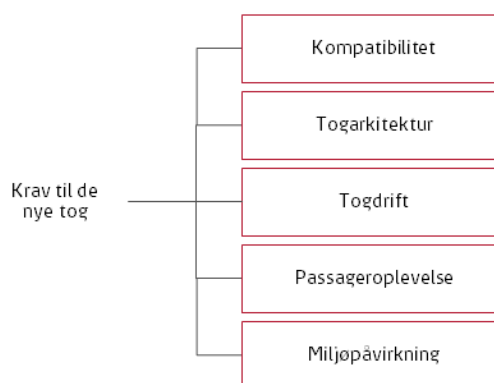 Krav til de
nye tog
Kompatibilitet
Togarkitektur
Togdrift
Passageroplevelse
Miljøpåvirkning